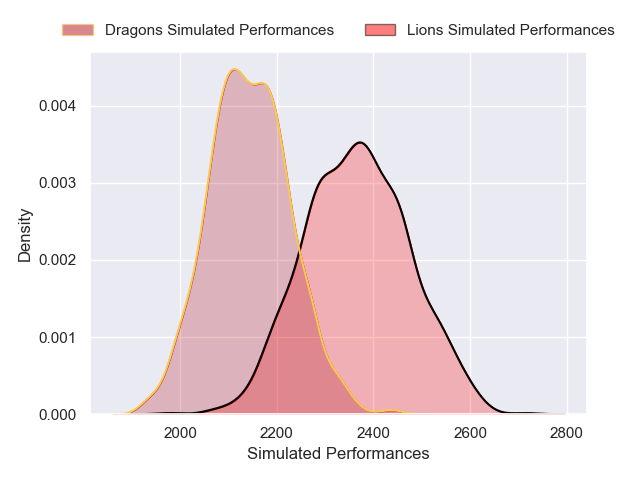 Dragons Simulated Performances
Lions Simulated Performances
Density
0.004
0.003
0.002
0.001
0.000
2000
2200
2400
2600
2800
Simulated Performances